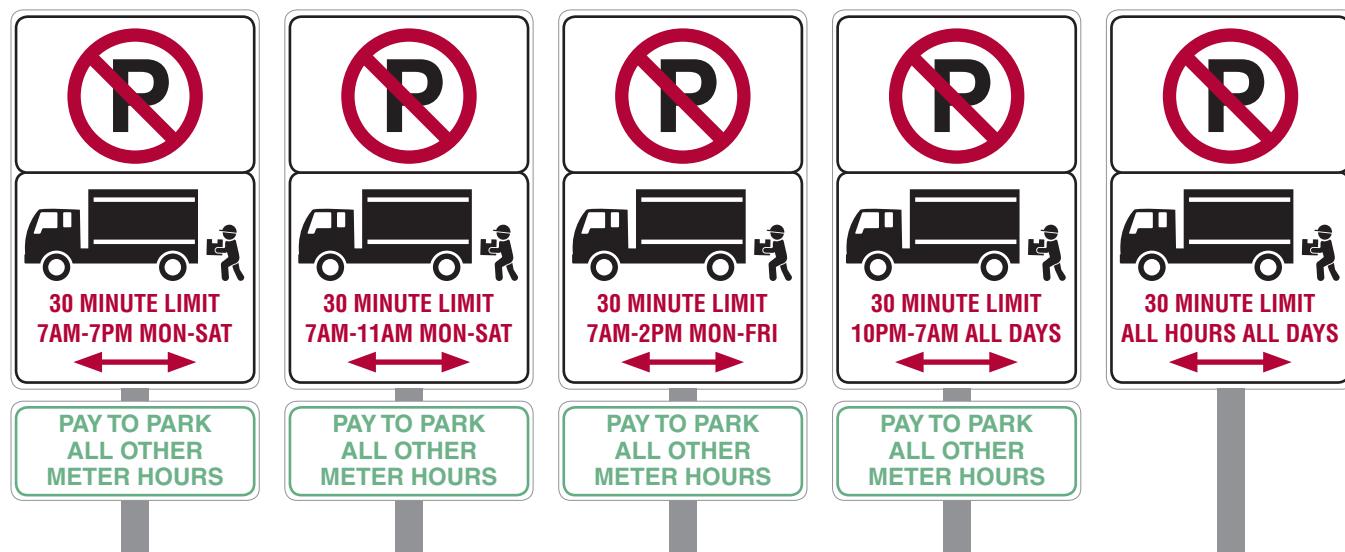 P
30 MINUTE LIMIT
7AM-7PM MON-SAT
PAY TO PARK
ALL OTHER
METER HOURS
P
30 MINUTE LIMIT
7AM-11AM MON-SAT
PAY TO PARK
ALL OTHER
METER HOURS
P
30 MINUTE LIMIT
7AM-2PM MON-FRI
PAY TO PARK
ALL OTHER
METER HOURS
P
30 MINUTE LIMIT
10PM-7AM ALL DAYS
PAY TO PARK
ALL OTHER
METER HOURS
P
30 MINUTE LIMIT
ALL HOURS ALL DAYS